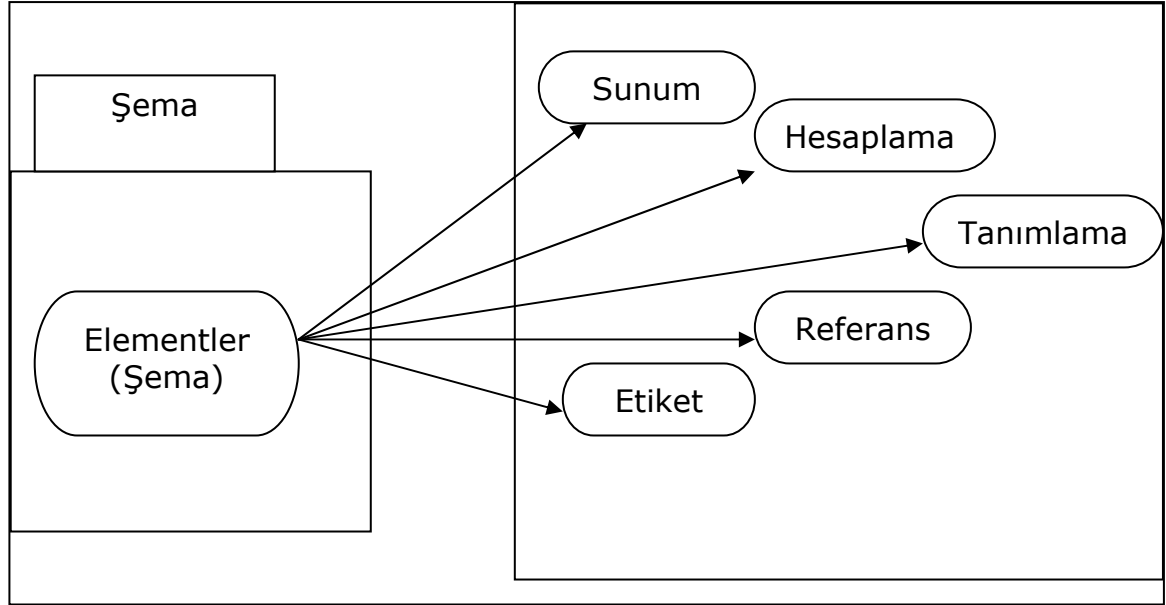 Şema
Elementler
(Şema)
Sunum
Hesaplama
Tanımlama
Referans
Etiket